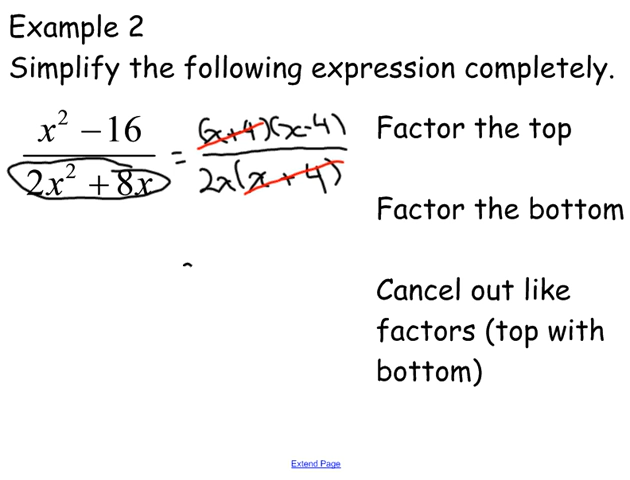 Example 2
Simplify the following expression completely.
x² − 16 / 2x² + 8x = (x+4)(x-4) / 2x(x+4)
Factor the top
Factor the bottom
Cancel out like
factors (top with
bottom)
Extend Page